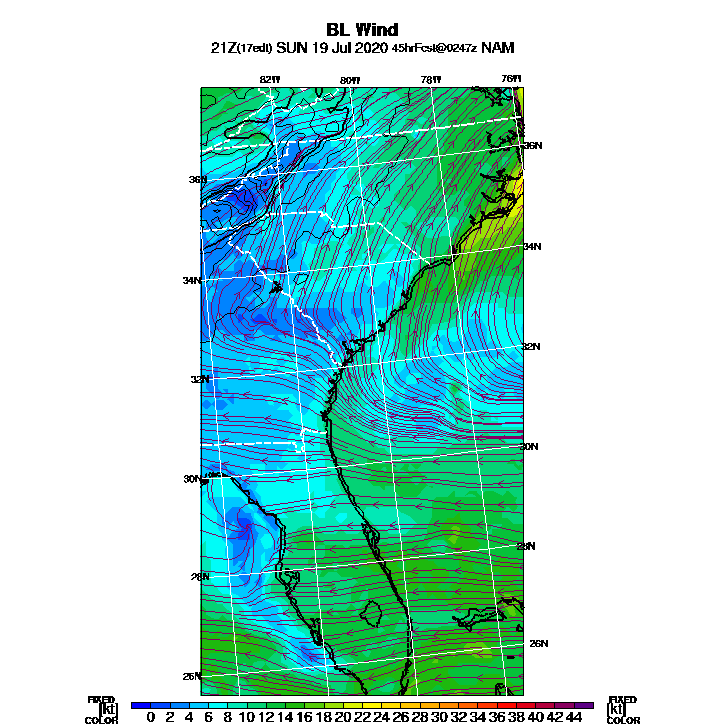 BL Wind
21Z(17edt) SUN 19 Jul 2020 45hrFcst@0247z NAM
82W 80W 78W 76W
36N 36N
34N 34N
32N 32N
30N 30N
28N 28N
26N 26N
FIXED FIXED
[kt] 0 2 4 6 8 10 12 14 16 18 20 22 24 26 28 30 32 34 36 38 40 42 44 [kt]
COLOR COLOR